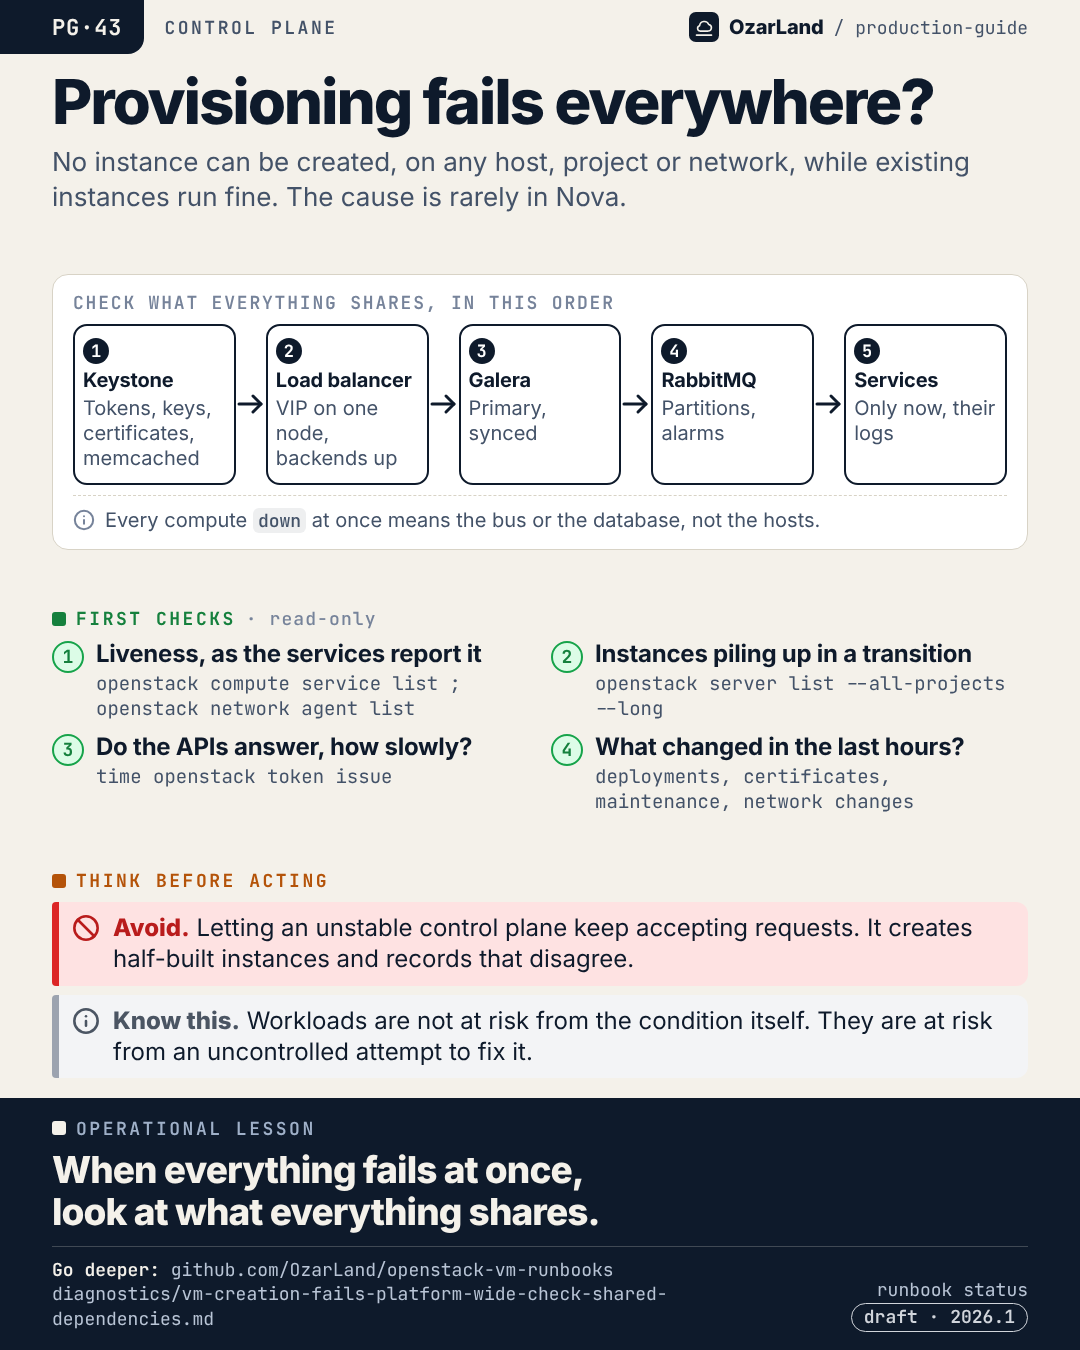 PG·43 CONTROL PLANE OzarLand / production-guide
Provisioning fails everywhere?
No instance can be created, on any host, project or network, while existing
instances run fine. The cause is rarely in Nova.
CHECK WHAT EVERYTHING SHARES, IN THIS ORDER
1
Keystone
Tokens, keys,
certificates,
memcached
2
Load balancer
VIP on one
node,
backends up
3
Galera
Primary,
synced
4
RabbitMQ
Partitions,
alarms
5
Services
Only now, their
logs
Every compute down at once means the bus or the database, not the hosts.
FIRST CHECKS · read-only
1 Liveness, as the services report it
openstack compute service list ;
openstack network agent list
2 Instances piling up in a transition
openstack server list --all-projects
--long
3 Do the APIs answer, how slowly?
time openstack token issue
4 What changed in the last hours?
deployments, certificates,
maintenance, network changes
THINK BEFORE ACTING
Avoid. Letting an unstable control plane keep accepting requests. It creates
half-built instances and records that disagree.
Know this. Workloads are not at risk from the condition itself. They are at risk
from an uncontrolled attempt to fix it.
OPERATIONAL LESSON
When everything fails at once,
look at what everything shares.
Go deeper: github.com/OzarLand/openstack-vm-runbooks
diagnostics/vm-creation-fails-platform-wide-check-shared-
dependencies.md
runbook status
draft · 2026.1